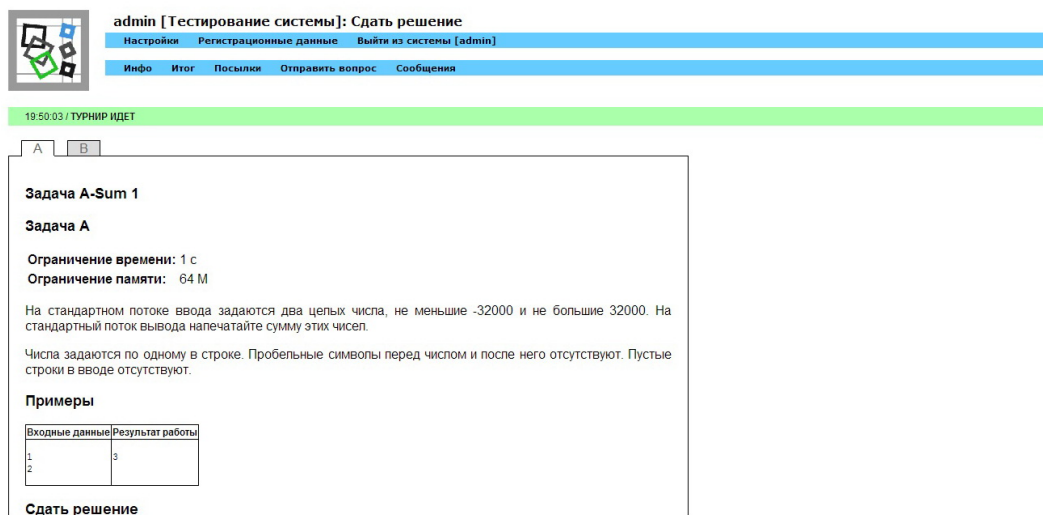 admin [Тестирование системы]: Сдать решение
Настройки Регистрационные данные Выйти из системы [admin]
Инфо Итог Посылки Отправить вопрос Сообщения
19:50:03 / ТУРНИР ИДЕТ
A B
Задача A-Sum 1
Задача A
Ограничение времени: 1 с
Ограничение памяти: 64 M
На стандартном потоке ввода задаются два целых числа, не меньшие -32000 и не большие 32000. На
стандартный поток вывода напечатайте сумму этих чисел.
Числа задаются по одному в строке. Пробельные символы перед числом и после него отсутствуют. Пустые
строки в вводе отсутствуют.
Примеры
Входные данные Результат работы
1 3
2
Сдать решение